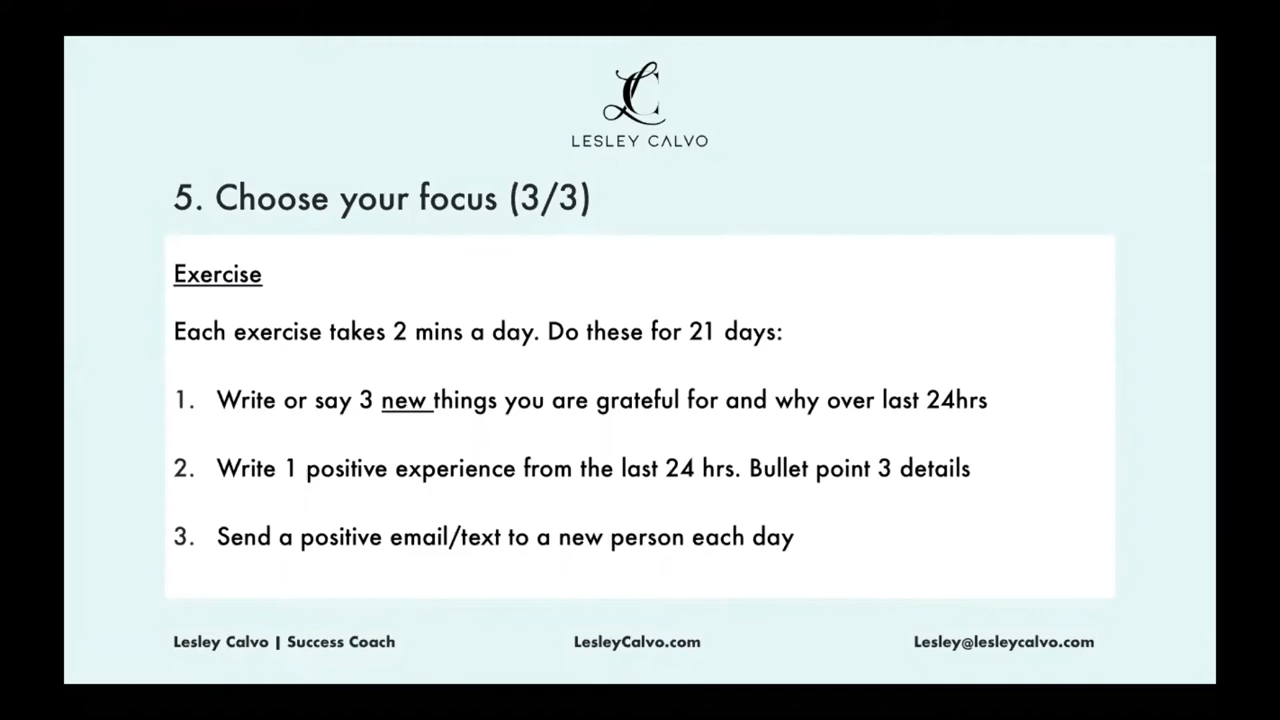 LC
LESLEY CALVO
5. Choose your focus (3/3)
Exercise
Each exercise takes 2 mins a day. Do these for 21 days:
1. Write or say 3 new things you are grateful for and why over last 24hrs
2. Write 1 positive experience from the last 24 hrs. Bullet point 3 details
3. Send a positive email/text to a new person each day
Lesley Calvo | Success Coach LesleyCalvo.com Lesley@lesleycalvo.com